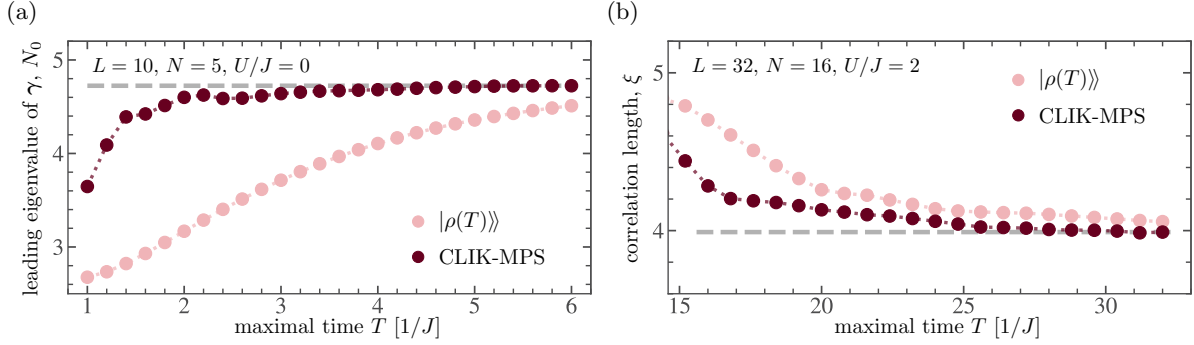 (a)
leading eigenvalue of γ, N₀
4
3
2
L = 10, N = 5, U/J = 0
|ρ(T)⟩⟩
CLIK-MPS
1 2 3 4 5 6
maximal time T [1/J]
(b)
correlation length, ξ
5
4
L = 32, N = 16, U/J = 2
|ρ(T)⟩⟩
CLIK-MPS
15 20 25 30
maximal time T [1/J]